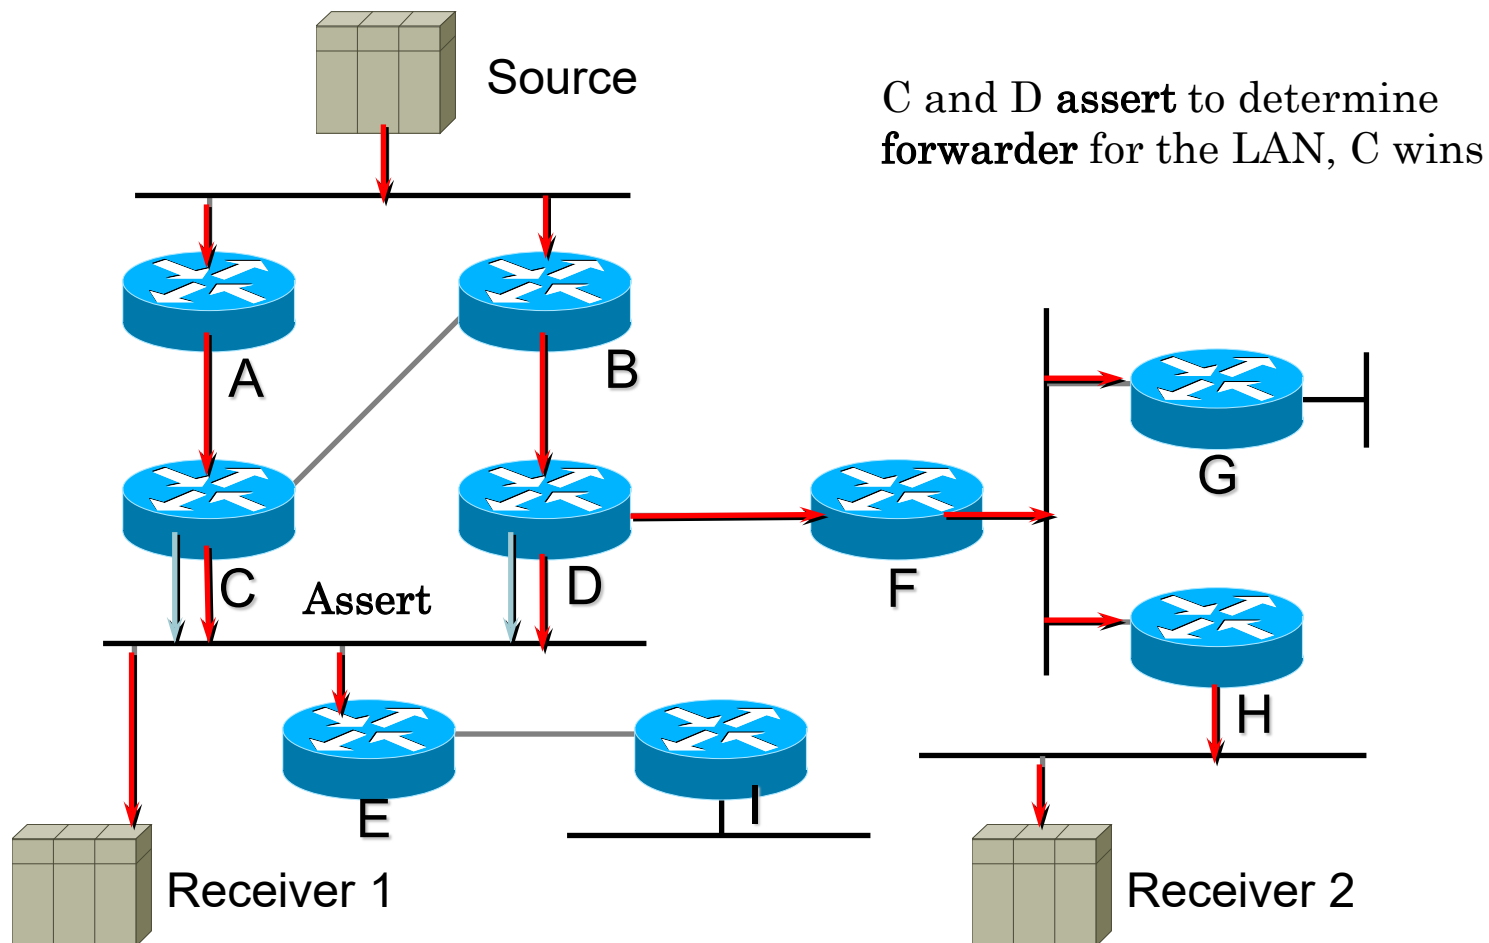 Source
C and D assert to determine
forwarder for the LAN, C wins
A
B
G
C
Assert
D
F
H
E
I
Receiver 1
Receiver 2